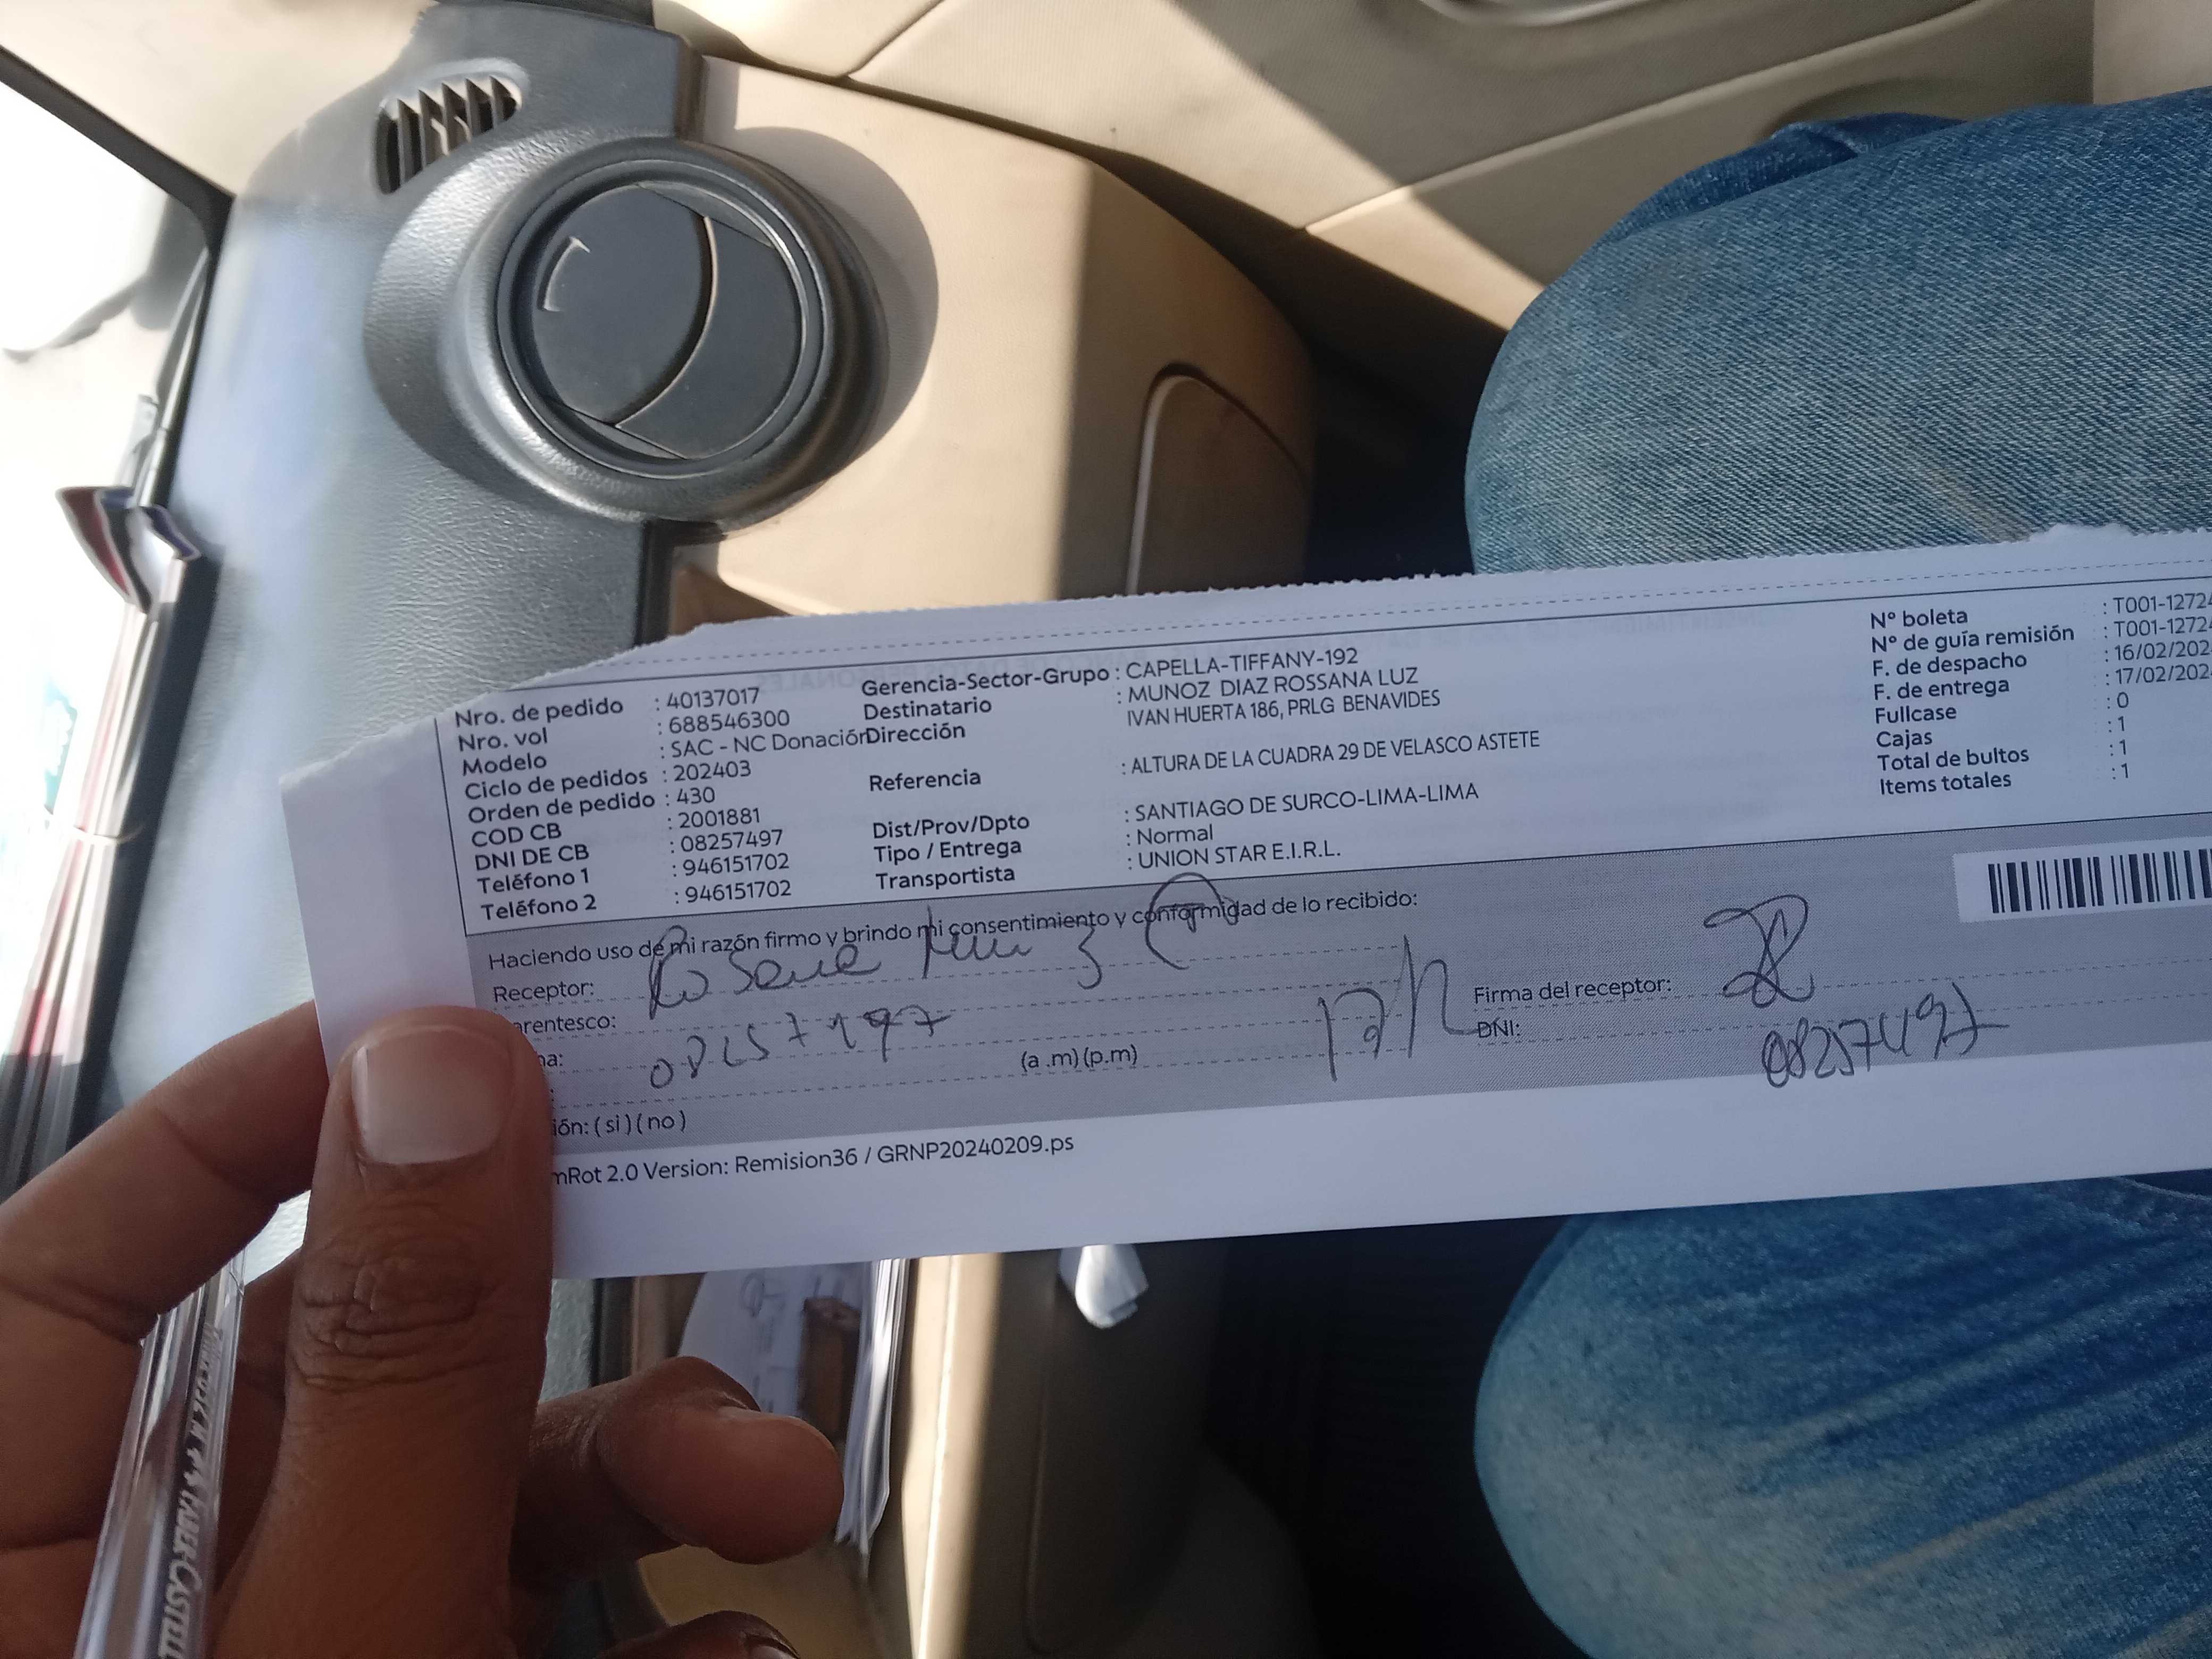 Nro. de pedido : 40137017
Nro. vol : 688546300
Modelo : SAC - NC Donación
Ciclo de pedidos : 202403
Orden de pedido : 430
COD CB : 2001881
DNI DE CB : 08257497
Teléfono 1 : 946151702
Teléfono 2 : 946151702
Gerencia-Sector-Grupo : CAPELLA-TIFFANY-192
Destinatario : MUNOZ DIAZ ROSSANA LUZ
Dirección IVAN HUERTA 186, PRLG BENAVIDES
Referencia : ALTURA DE LA CUADRA 29 DE VELASCO ASTETE
Dist/Prov/Dpto : SANTIAGO DE SURCO-LIMA-LIMA
Tipo / Entrega : Normal
Transportista : UNION STAR E.I.R.L.
N° boleta : T001-12724
N° de guía remisión : T001-12724
F. de despacho : 16/02/202
F. de entrega : 17/02/202
Fullcase : 0
Cajas : 1
Total de bultos : 1
Items totales : 1
Haciendo uso de mi razón firmo y brindo mi consentimiento y conformidad de lo recibido:
Receptor:
arentesco:
na: 08257497
(a .m) (p.m)
Firma del receptor:
DNI: 08257497
ión: ( si ) ( no )
mRot 2.0 Version: Remision36 / GRNP20240209.ps